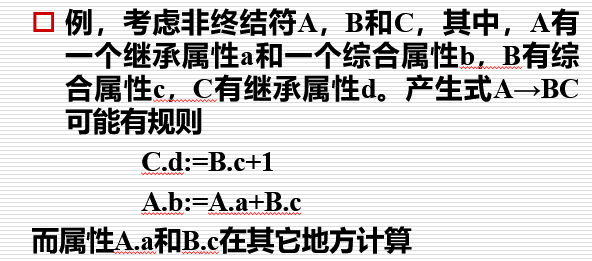 例，考虑非终结符A，B和C，其中，A有
一个继承属性a和一个综合属性b，B有综
合属性c，C有继承属性d。产生式A→BC
可能有规则
C.d:=B.c+1
A.b:=A.a+B.c
而属性A.a和B.c在其它地方计算